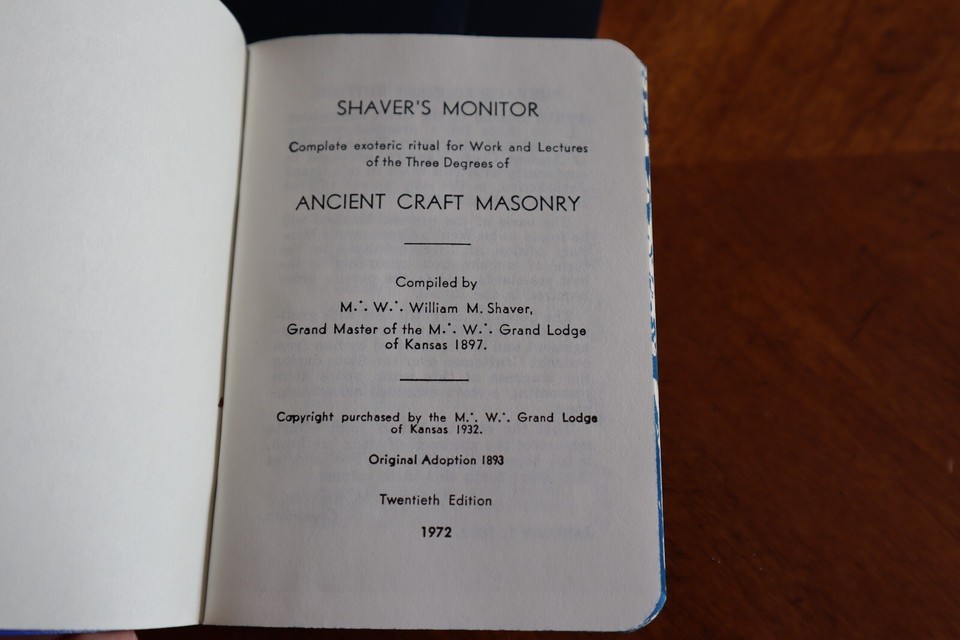 SHAVER'S MONITOR
Complete exoteric ritual for Work and Lectures
of the Three Degrees of
ANCIENT CRAFT MASONRY
Compiled by
M.∴ W.∴ William M. Shaver,
Grand Master of the M.∴ W.∴ Grand Lodge
of Kansas 1897.
Copyright purchased by the M.∴ W.∴ Grand Lodge
of Kansas 1932.
Original Adoption 1893
Twentieth Edition
1972